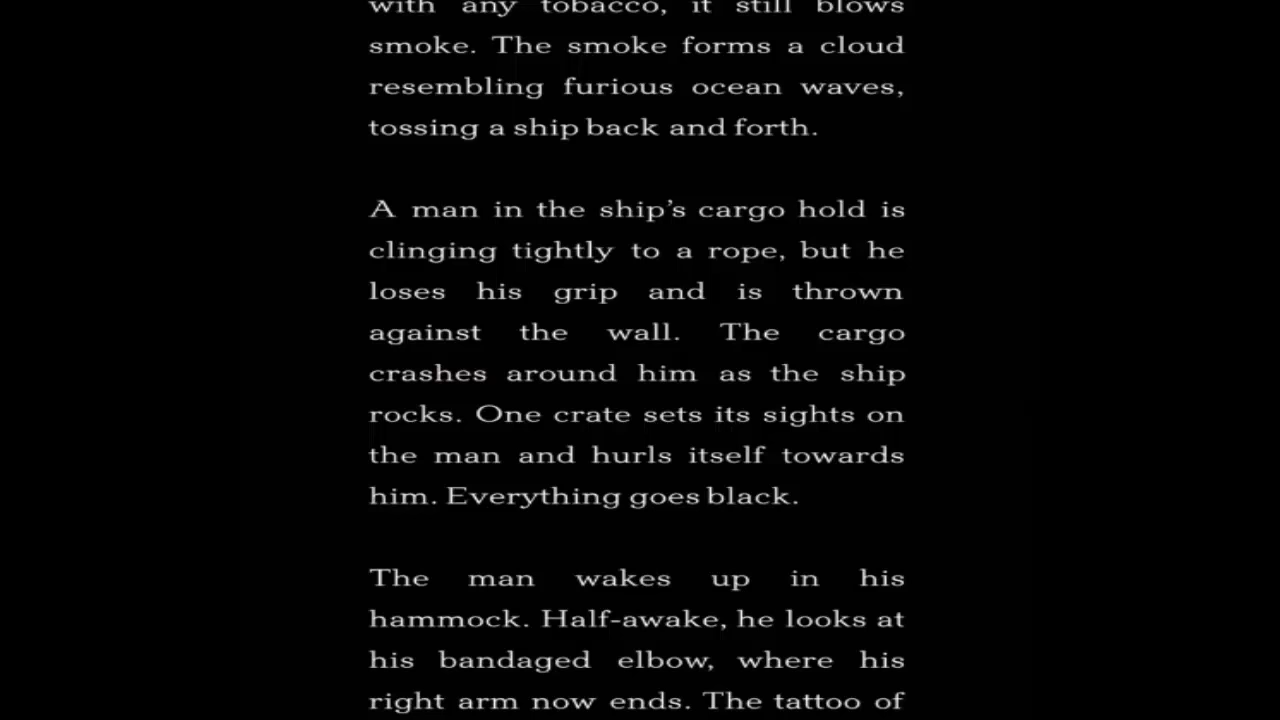 with any tobacco, it still blows
smoke. The smoke forms a cloud
resembling furious ocean waves,
tossing a ship back and forth.
A man in the ship’s cargo hold is
clinging tightly to a rope, but he
loses his grip and is thrown
against the wall. The cargo
crashes around him as the ship
rocks. One crate sets its sights on
the man and hurls itself towards
him. Everything goes black.
The man wakes up in his
hammock. Half-awake, he looks at
his bandaged elbow, where his
right arm now ends. The tattoo of